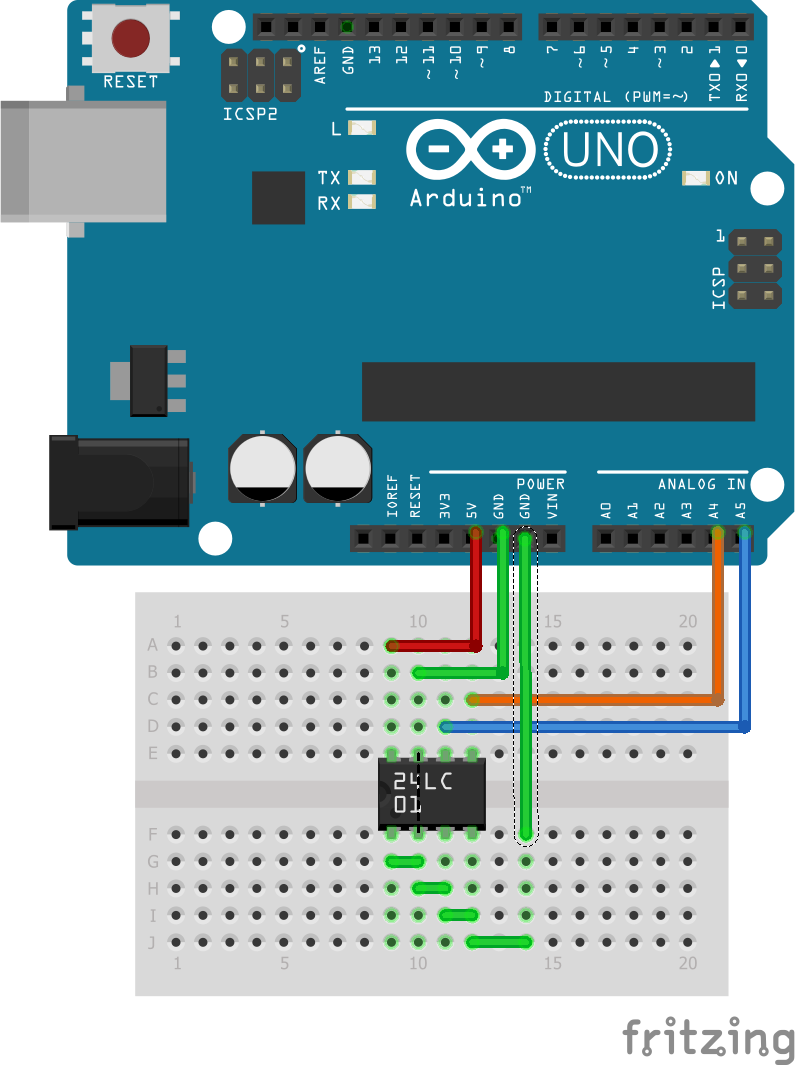 RESET
ICSP2
AREF
GND
13
12
~11
~10
~9
8
7
~6
~5
4
~3
2
TX0▶1
RX0◀0
DIGITAL (PWM=~)
L
TX
RX
UNO
Arduino™
ON
1
ICSP
POWER
ANALOG IN
IOREF
RESET
3V3
5V
GND
GND
VIN
A0
A1
A2
A3
A4
A5
1 5 10 15 20
A
B
C
D
E
24LC
01
F
G
H
I
J
1 5 10 15 20
fritzing